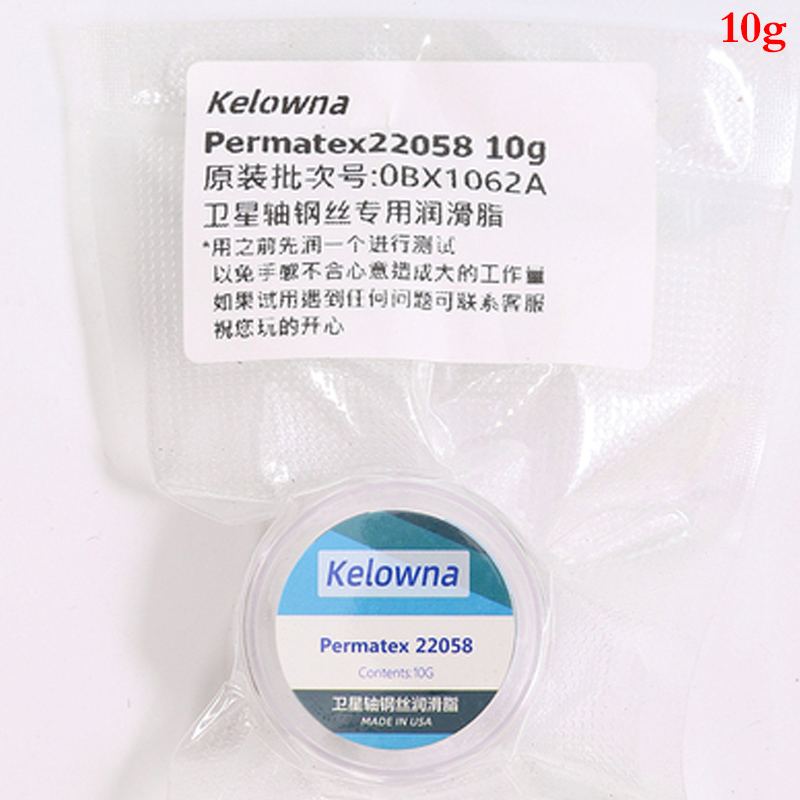 10g
Kelowna
Permatex22058 10g
原装批次号:0BX1062A
卫星轴钢丝专用润滑脂
*用之前先润一个进行测试
以免手感不合心意造成大的工作量
如果试用遇到任何问题可联系客服
祝您玩的开心
Kelowna
Permatex 22058
Contents:10G
卫星轴钢丝润滑脂
MADE IN USA